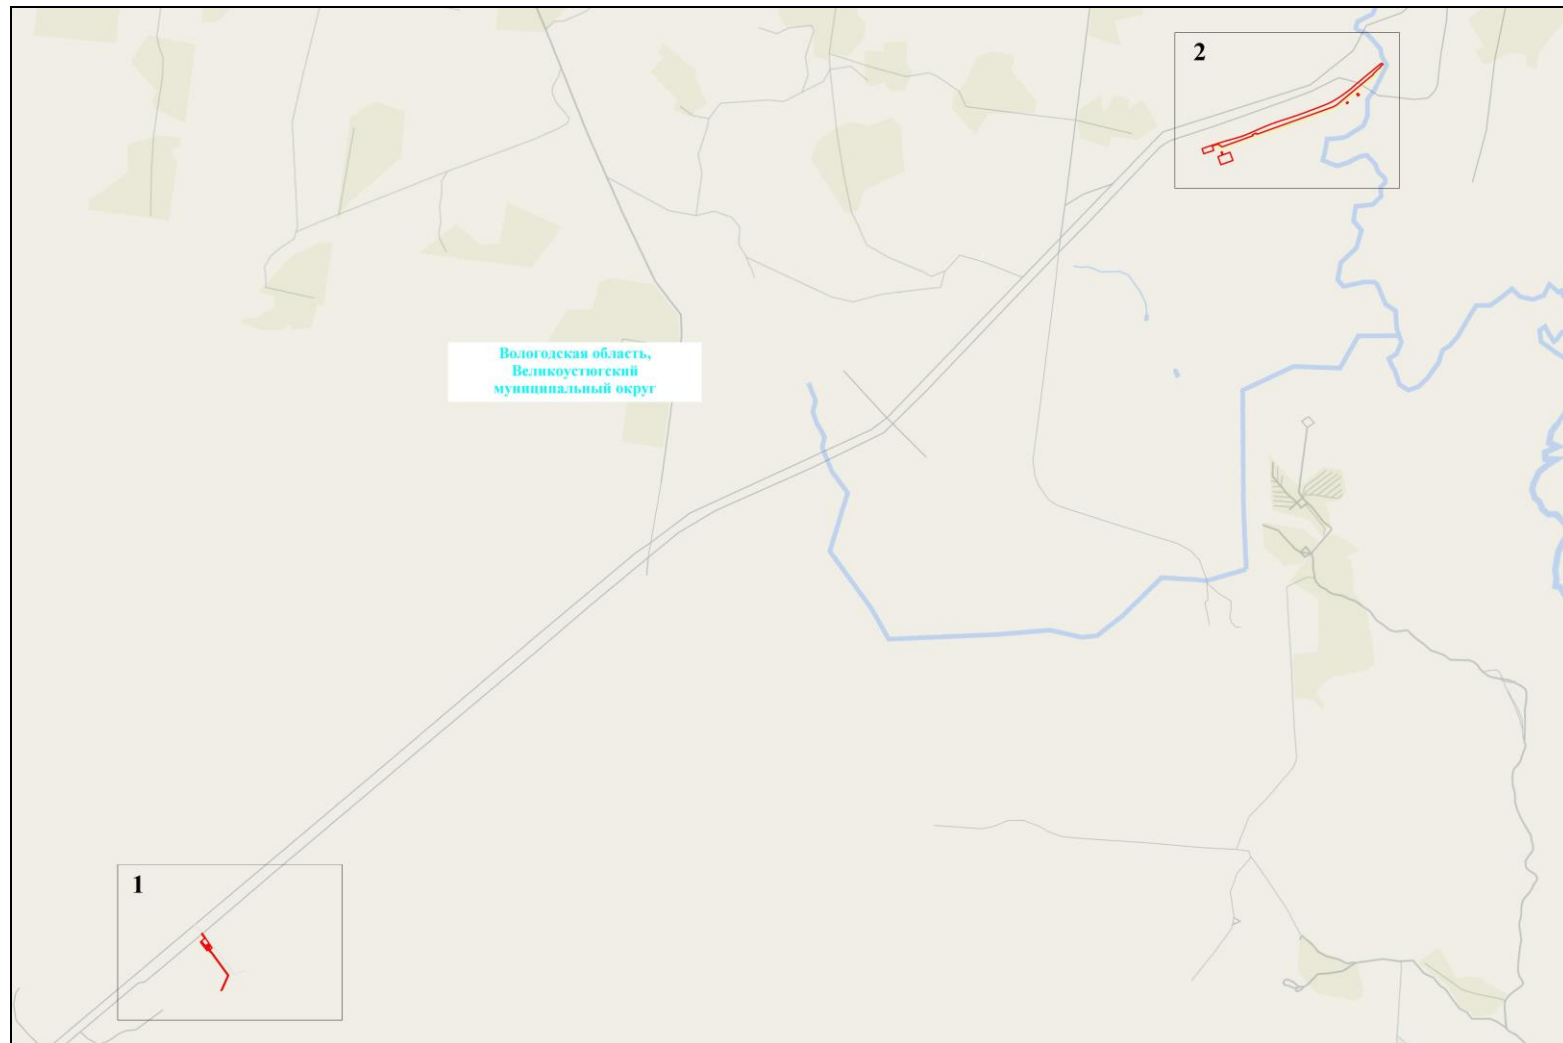 2
Вологодская область,
Великоустюгский
муниципальный округ
1